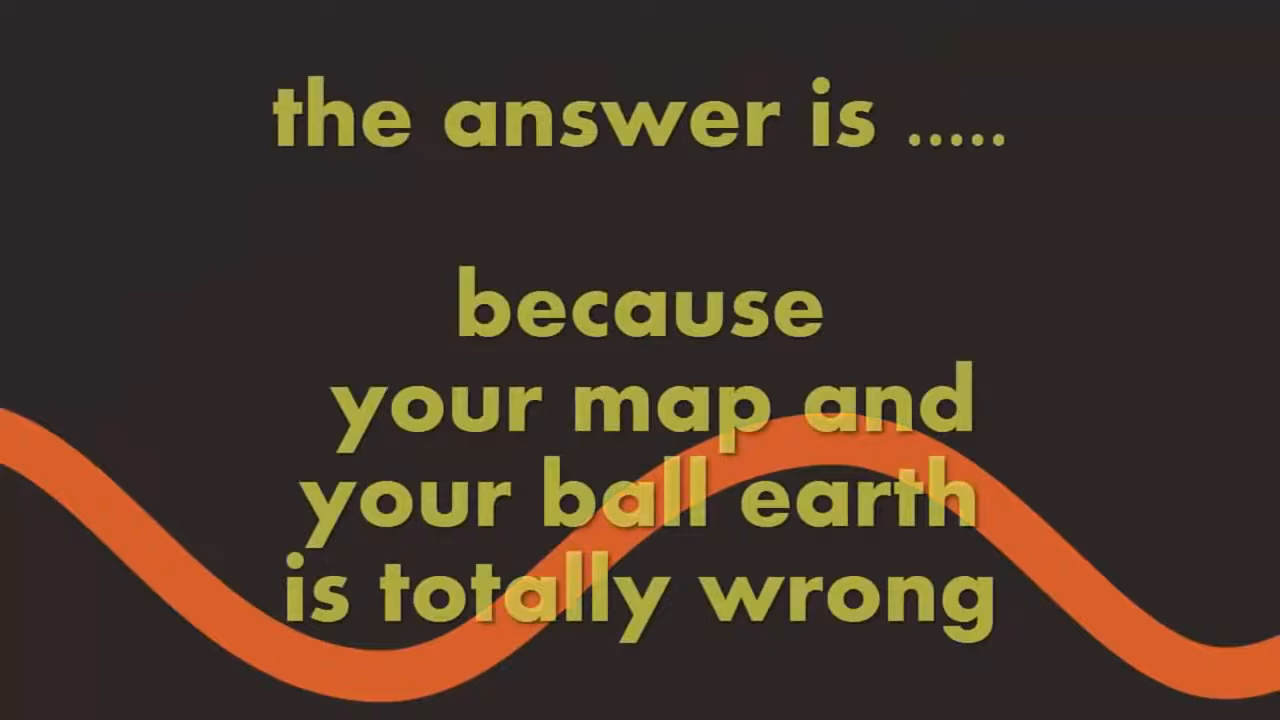 the answer is .....
because
your map and
your ball earth
is totally wrong